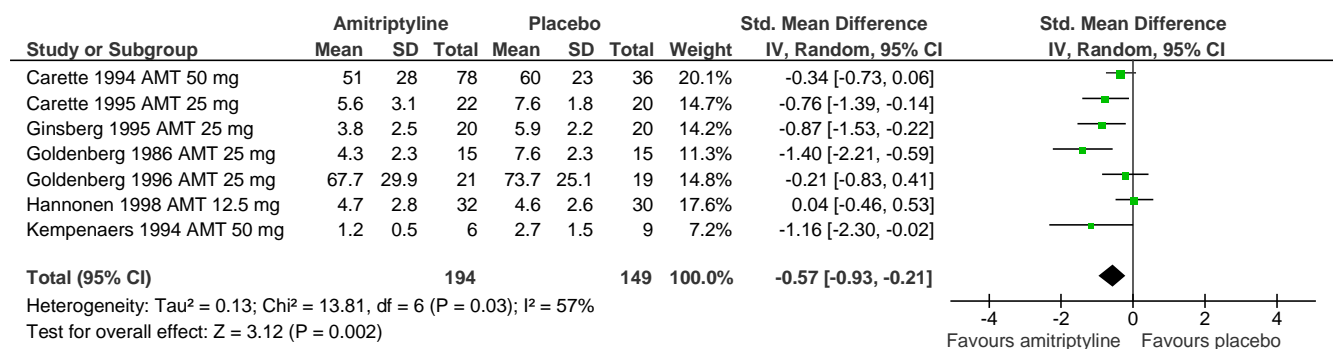 Amitriptyline Placebo Std. Mean Difference Std. Mean Difference
Study or Subgroup Mean SD Total Mean SD Total Weight IV, Random, 95% CI IV, Random, 95% CI
Carette 1994 AMT 50 mg 51 28 78 60 23 36 20.1% -0.34 [-0.73, 0.06]
Carette 1995 AMT 25 mg 5.6 3.1 22 7.6 1.8 20 14.7% -0.76 [-1.39, -0.14]
Ginsberg 1995 AMT 25 mg 3.8 2.5 20 5.9 2.2 20 14.2% -0.87 [-1.53, -0.22]
Goldenberg 1986 AMT 25 mg 4.3 2.3 15 7.6 2.3 15 11.3% -1.40 [-2.21, -0.59]
Goldenberg 1996 AMT 25 mg 67.7 29.9 21 73.7 25.1 19 14.8% -0.21 [-0.83, 0.41]
Hannonen 1998 AMT 12.5 mg 4.7 2.8 32 4.6 2.6 30 17.6% 0.04 [-0.46, 0.53]
Kempenaers 1994 AMT 50 mg 1.2 0.5 6 2.7 1.5 9 7.2% -1.16 [-2.30, -0.02]
Total (95% CI) 194 149 100.0% -0.57 [-0.93, -0.21]
Heterogeneity: Tau² = 0.13; Chi² = 13.81, df = 6 (P = 0.03); I² = 57%
Test for overall effect: Z = 3.12 (P = 0.002)
-4 -2 0 2 4
Favours amitriptyline Favours placebo